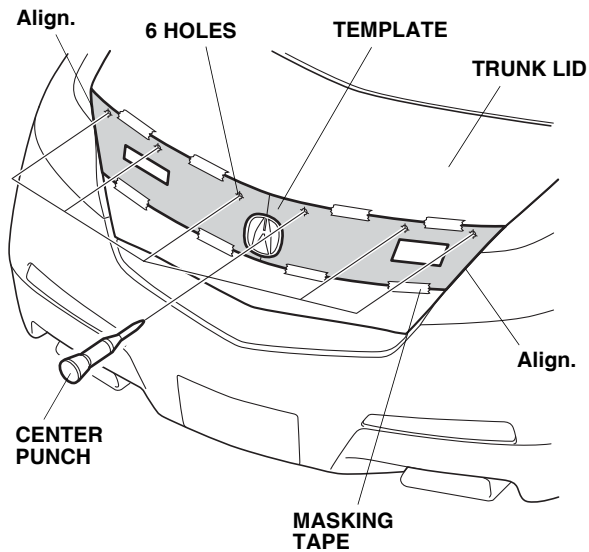 Align.
6 HOLES
TEMPLATE
TRUNK LID
Align.
CENTER
PUNCH
MASKING
TAPE